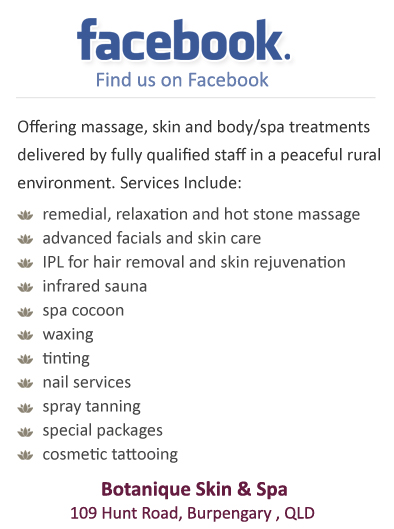 facebook.
Find us on Facebook
Offering massage, skin and body/spa treatments
delivered by fully qualified staff in a peaceful rural
environment. Services Include:
remedial, relaxation and hot stone massage
advanced facials and skin care
IPL for hair removal and skin rejuvenation
infrared sauna
spa cocoon
waxing
tinting
nail services
spray tanning
special packages
cosmetic tattooing
Botanique Skin & Spa
109 Hunt Road, Burpengary , QLD